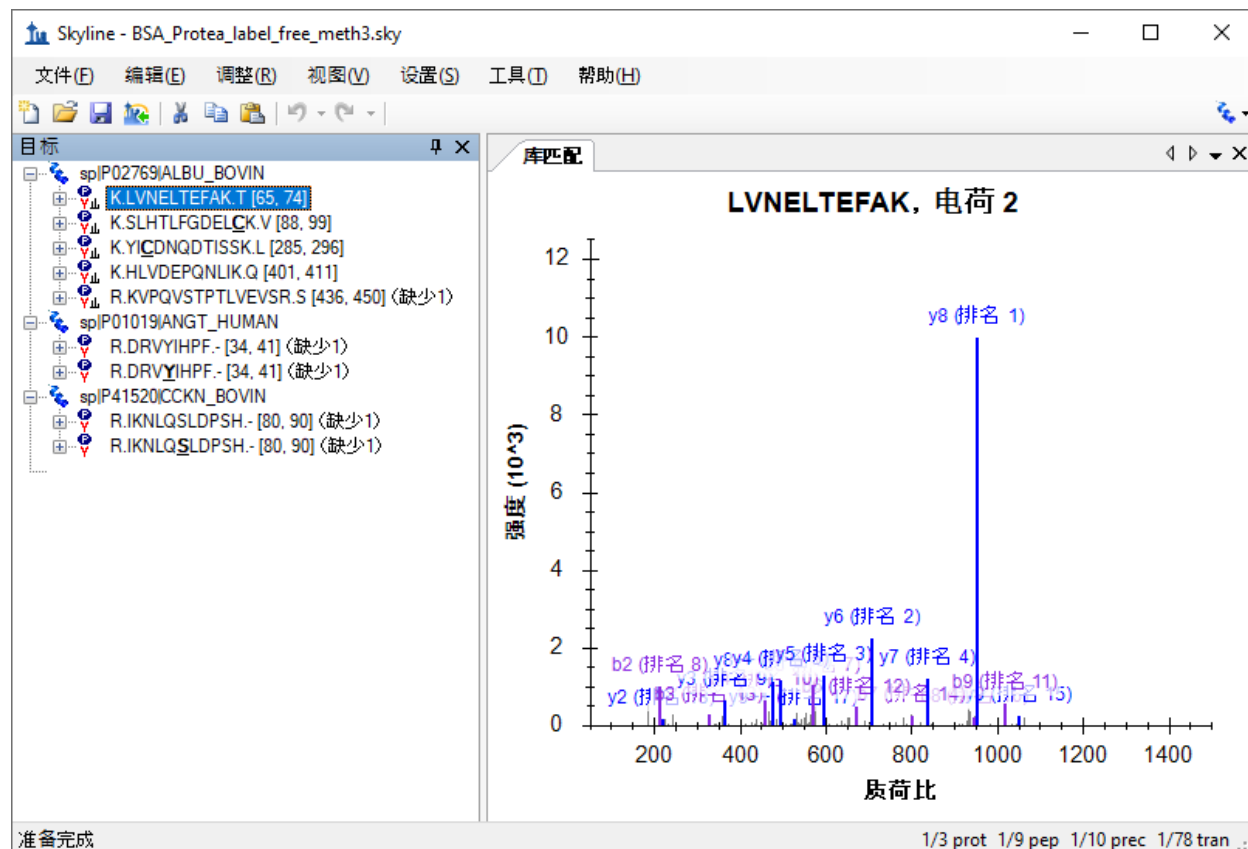 Skyline - BSA_Protea_label_free_meth3.sky
文件(F) 编辑(E) 调整(R) 视图(V) 设置(S) 工具(T) 帮助(H)
目标
sp|P02769|ALBU_BOVIN
K.LVNELTEFAK.T [65, 74]
K.SLHTLFGDELCK.V [88, 99]
K.YICDNQDTISSK.L [285, 296]
K.HLVDEPQNLIK.Q [401, 411]
R.KVPQVSTPTLVEVSR.S [436, 450] (缺少1)
sp|P01019|ANGT_HUMAN
R.DRVYIHPF.- [34, 41] (缺少1)
R.DRVYIHPF.- [34, 41] (缺少1)
sp|P41520|CCKN_BOVIN
R.IKNLQSLDPSH.- [80, 90] (缺少1)
R.IKNLQSLDPSH.- [80, 90] (缺少1)
库匹配
LVNELTEFAK, 电荷 2
强度 (10^3)
12
10
8
6
4
2
0
y8 (排名 1)
y6 (排名 2)
y5 (排名 3)
y7 (排名 4)
b2 (排名 8)
b9 (排名 11)
200 400 600 800 1000 1200 1400
质荷比
准备完成
1/3 prot 1/9 pep 1/10 prec 1/78 tran